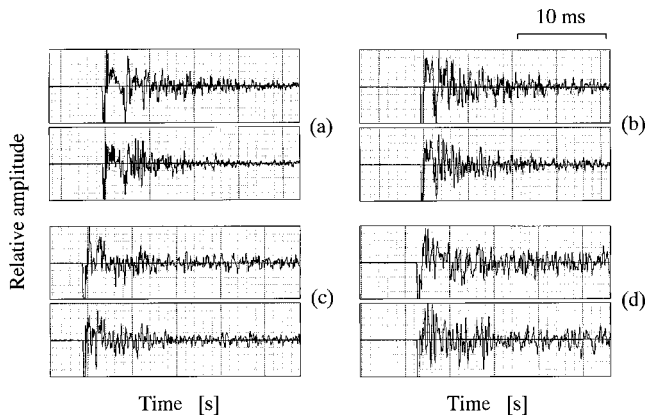 10 ms
(a)
(b)
Relative amplitude
(c)
(d)
Time [s]
Time [s]